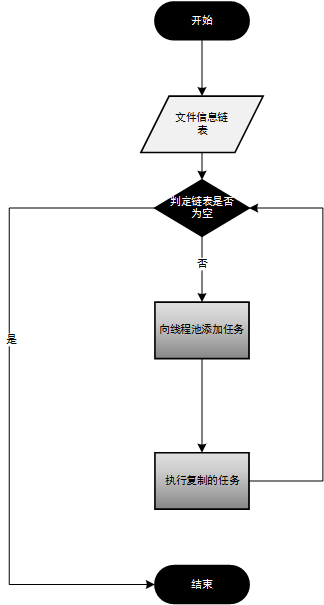 开始
文件信息链
表
判定链表是否
为空
否
向线程池添加任务
是
执行复制的任务
结束